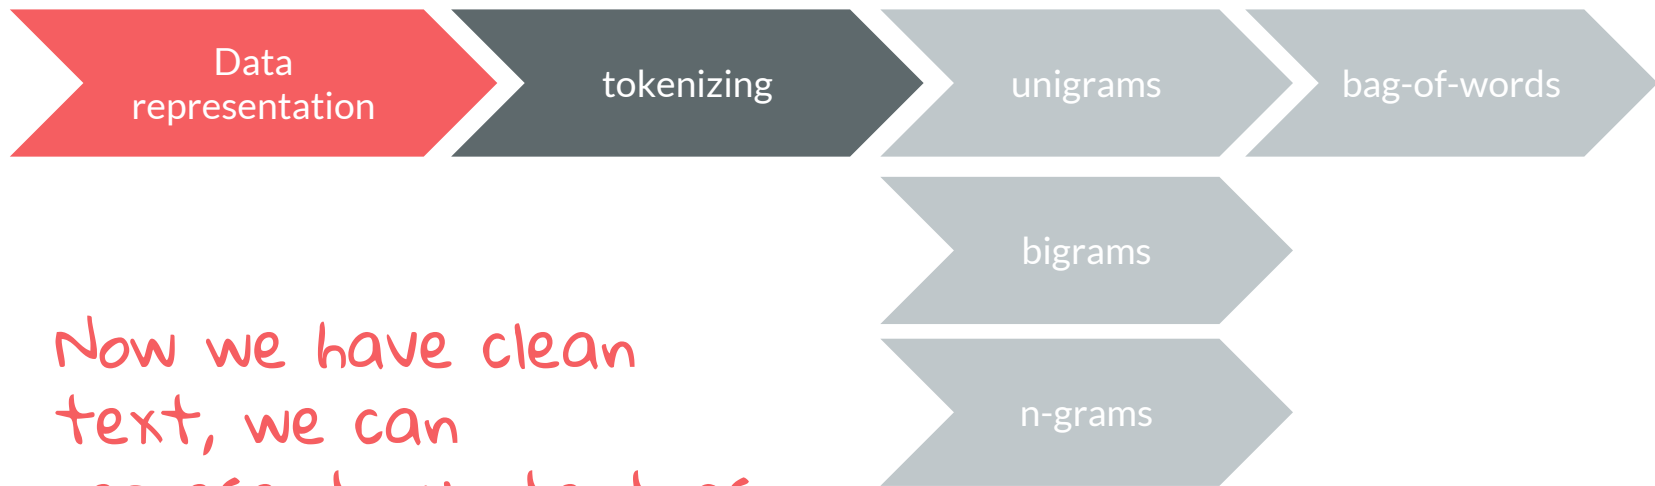 Data
representation
tokenizing
unigrams
bag-of-words
bigrams
n-grams
Now we have clean
text, we can